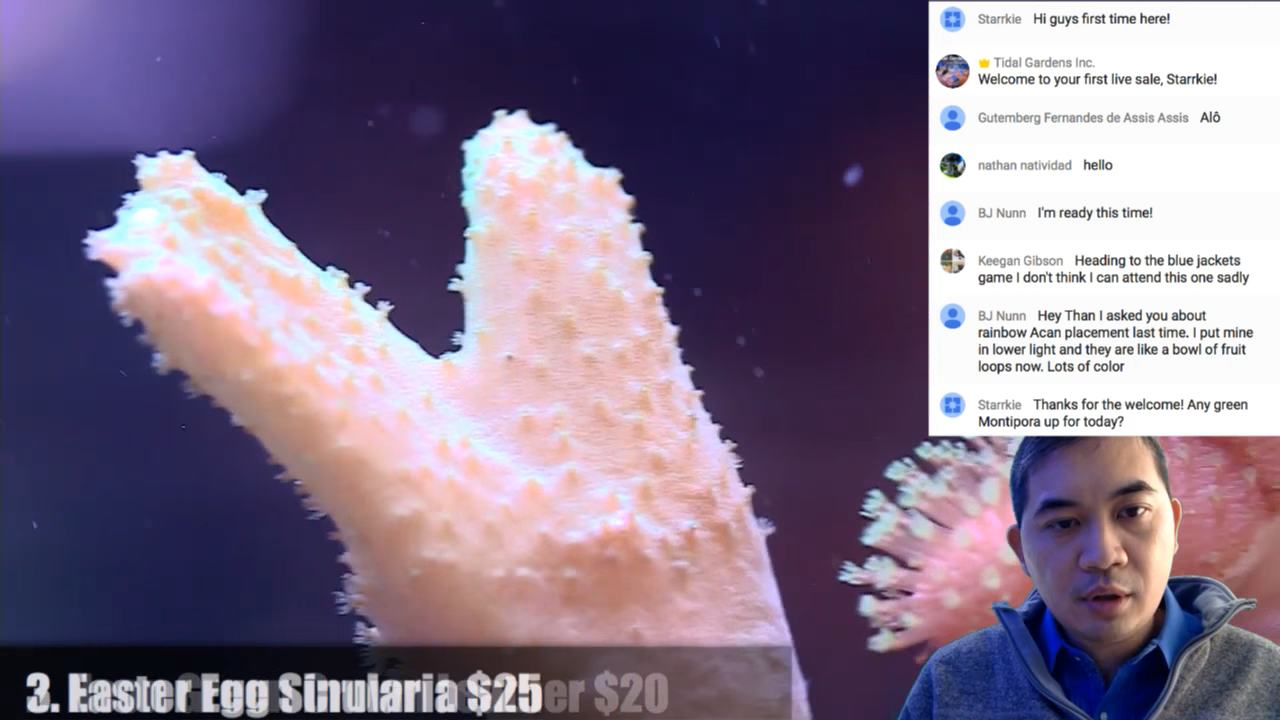 Starrkie Hi guys first time here!
Tidal Gardens Inc.
Welcome to your first live sale, Starrkie!
Gutemberg Fernandes de Assis Assis Alô
nathan natividad hello
BJ Nunn I'm ready this time!
Keegan Gibson Heading to the blue jackets
game I don't think I can attend this one sadly
BJ Nunn Hey Than I asked you about
rainbow Acan placement last time. I put mine
in lower light and they are like a bowl of fruit
loops now. Lots of color
Starrkie Thanks for the welcome! Any green
Montipora up for today?
3. Easter Egg Sinularia $25
$20